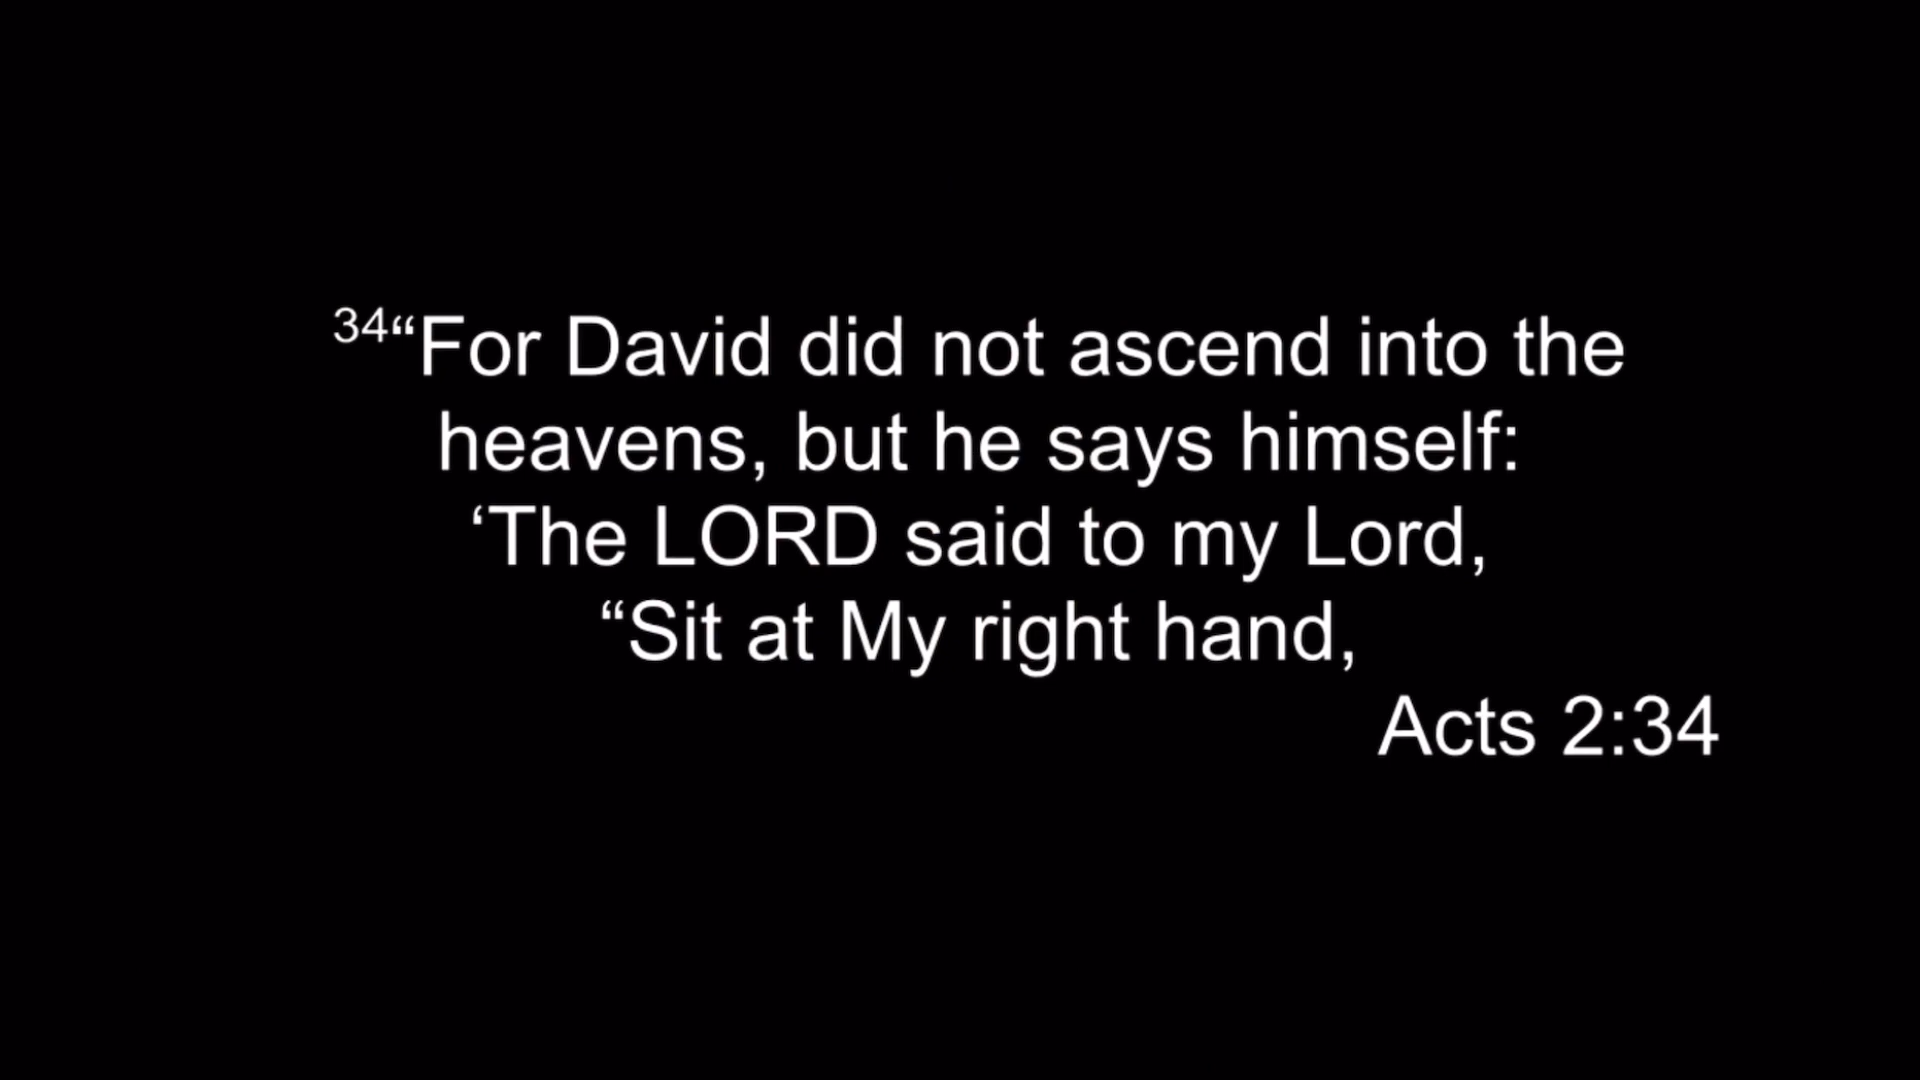 34“For David did not ascend into the
heavens, but he says himself:
‘The LORD said to my Lord,
“Sit at My right hand,
Acts 2:34